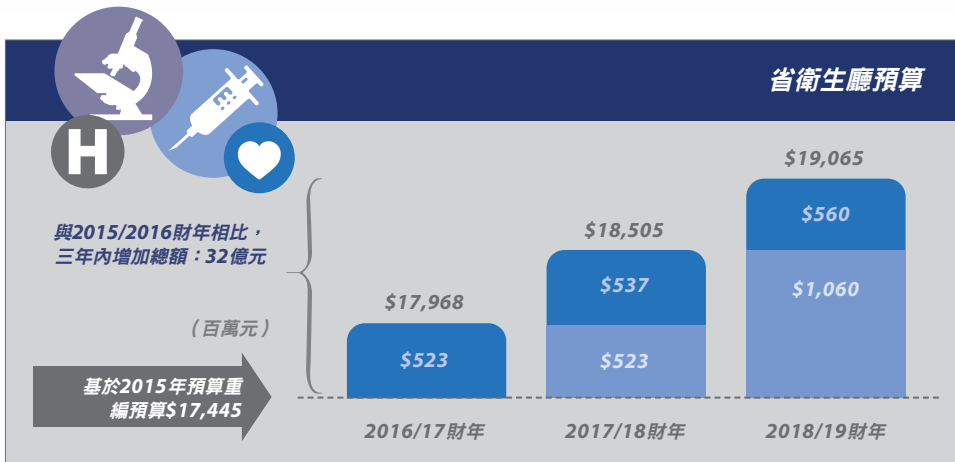 省衛生廳預算
H
與2015/2016財年相比，
三年內增加總額：32億元
（百萬元）
基於2015年預算重
編預算$17,445
$17,968
$523
2016/17財年
$18,505
$537
$523
2017/18財年
$19,065
$560
$1,060
2018/19財年